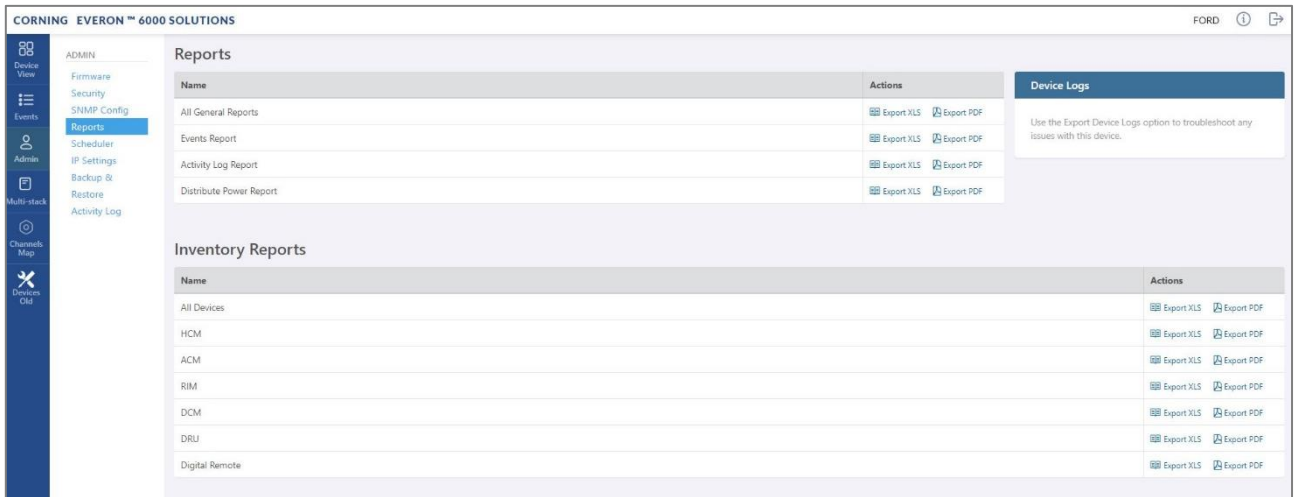 CORNING EVERON ™ 6000 SOLUTIONS
FORD
Device
View
Events
Admin
Multi-stack
Channels
Map
Devices
Old
ADMIN
Firmware
Security
SNMP Config
Reports
Scheduler
IP Settings
Backup &
Restore
Activity Log
Reports
Name Actions
All General Reports Export XLS Export PDF
Events Report Export XLS Export PDF
Activity Log Report Export XLS Export PDF
Distribute Power Report Export XLS Export PDF
Device Logs
Use the Export Device Logs option to troubleshoot any
issues with this device.
Inventory Reports
Name Actions
All Devices Export XLS Export PDF
HCM Export XLS Export PDF
ACM Export XLS Export PDF
RIM Export XLS Export PDF
DCM Export XLS Export PDF
DRU Export XLS Export PDF
Digital Remote Export XLS Export PDF